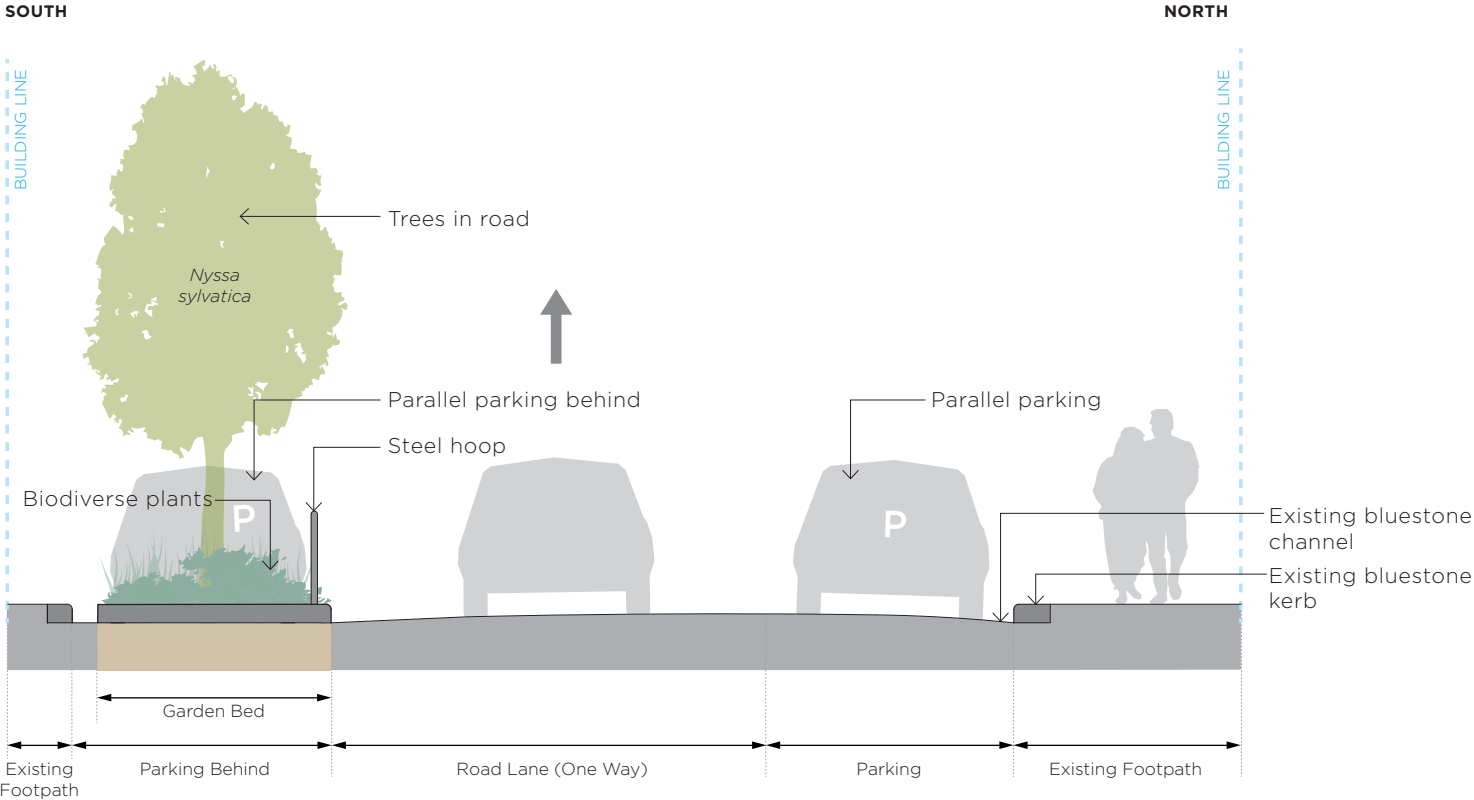 SOUTH
NORTH
BUILDING LINE
BUILDING LINE
Trees in road
Nyssa
sylvatica
Parallel parking behind
Parallel parking
Steel hoop
Biodiverse plants
P
P
Existing bluestone
channel
Existing bluestone
kerb
Garden Bed
Existing
Footpath
Parking Behind
Road Lane (One Way)
Parking
Existing Footpath